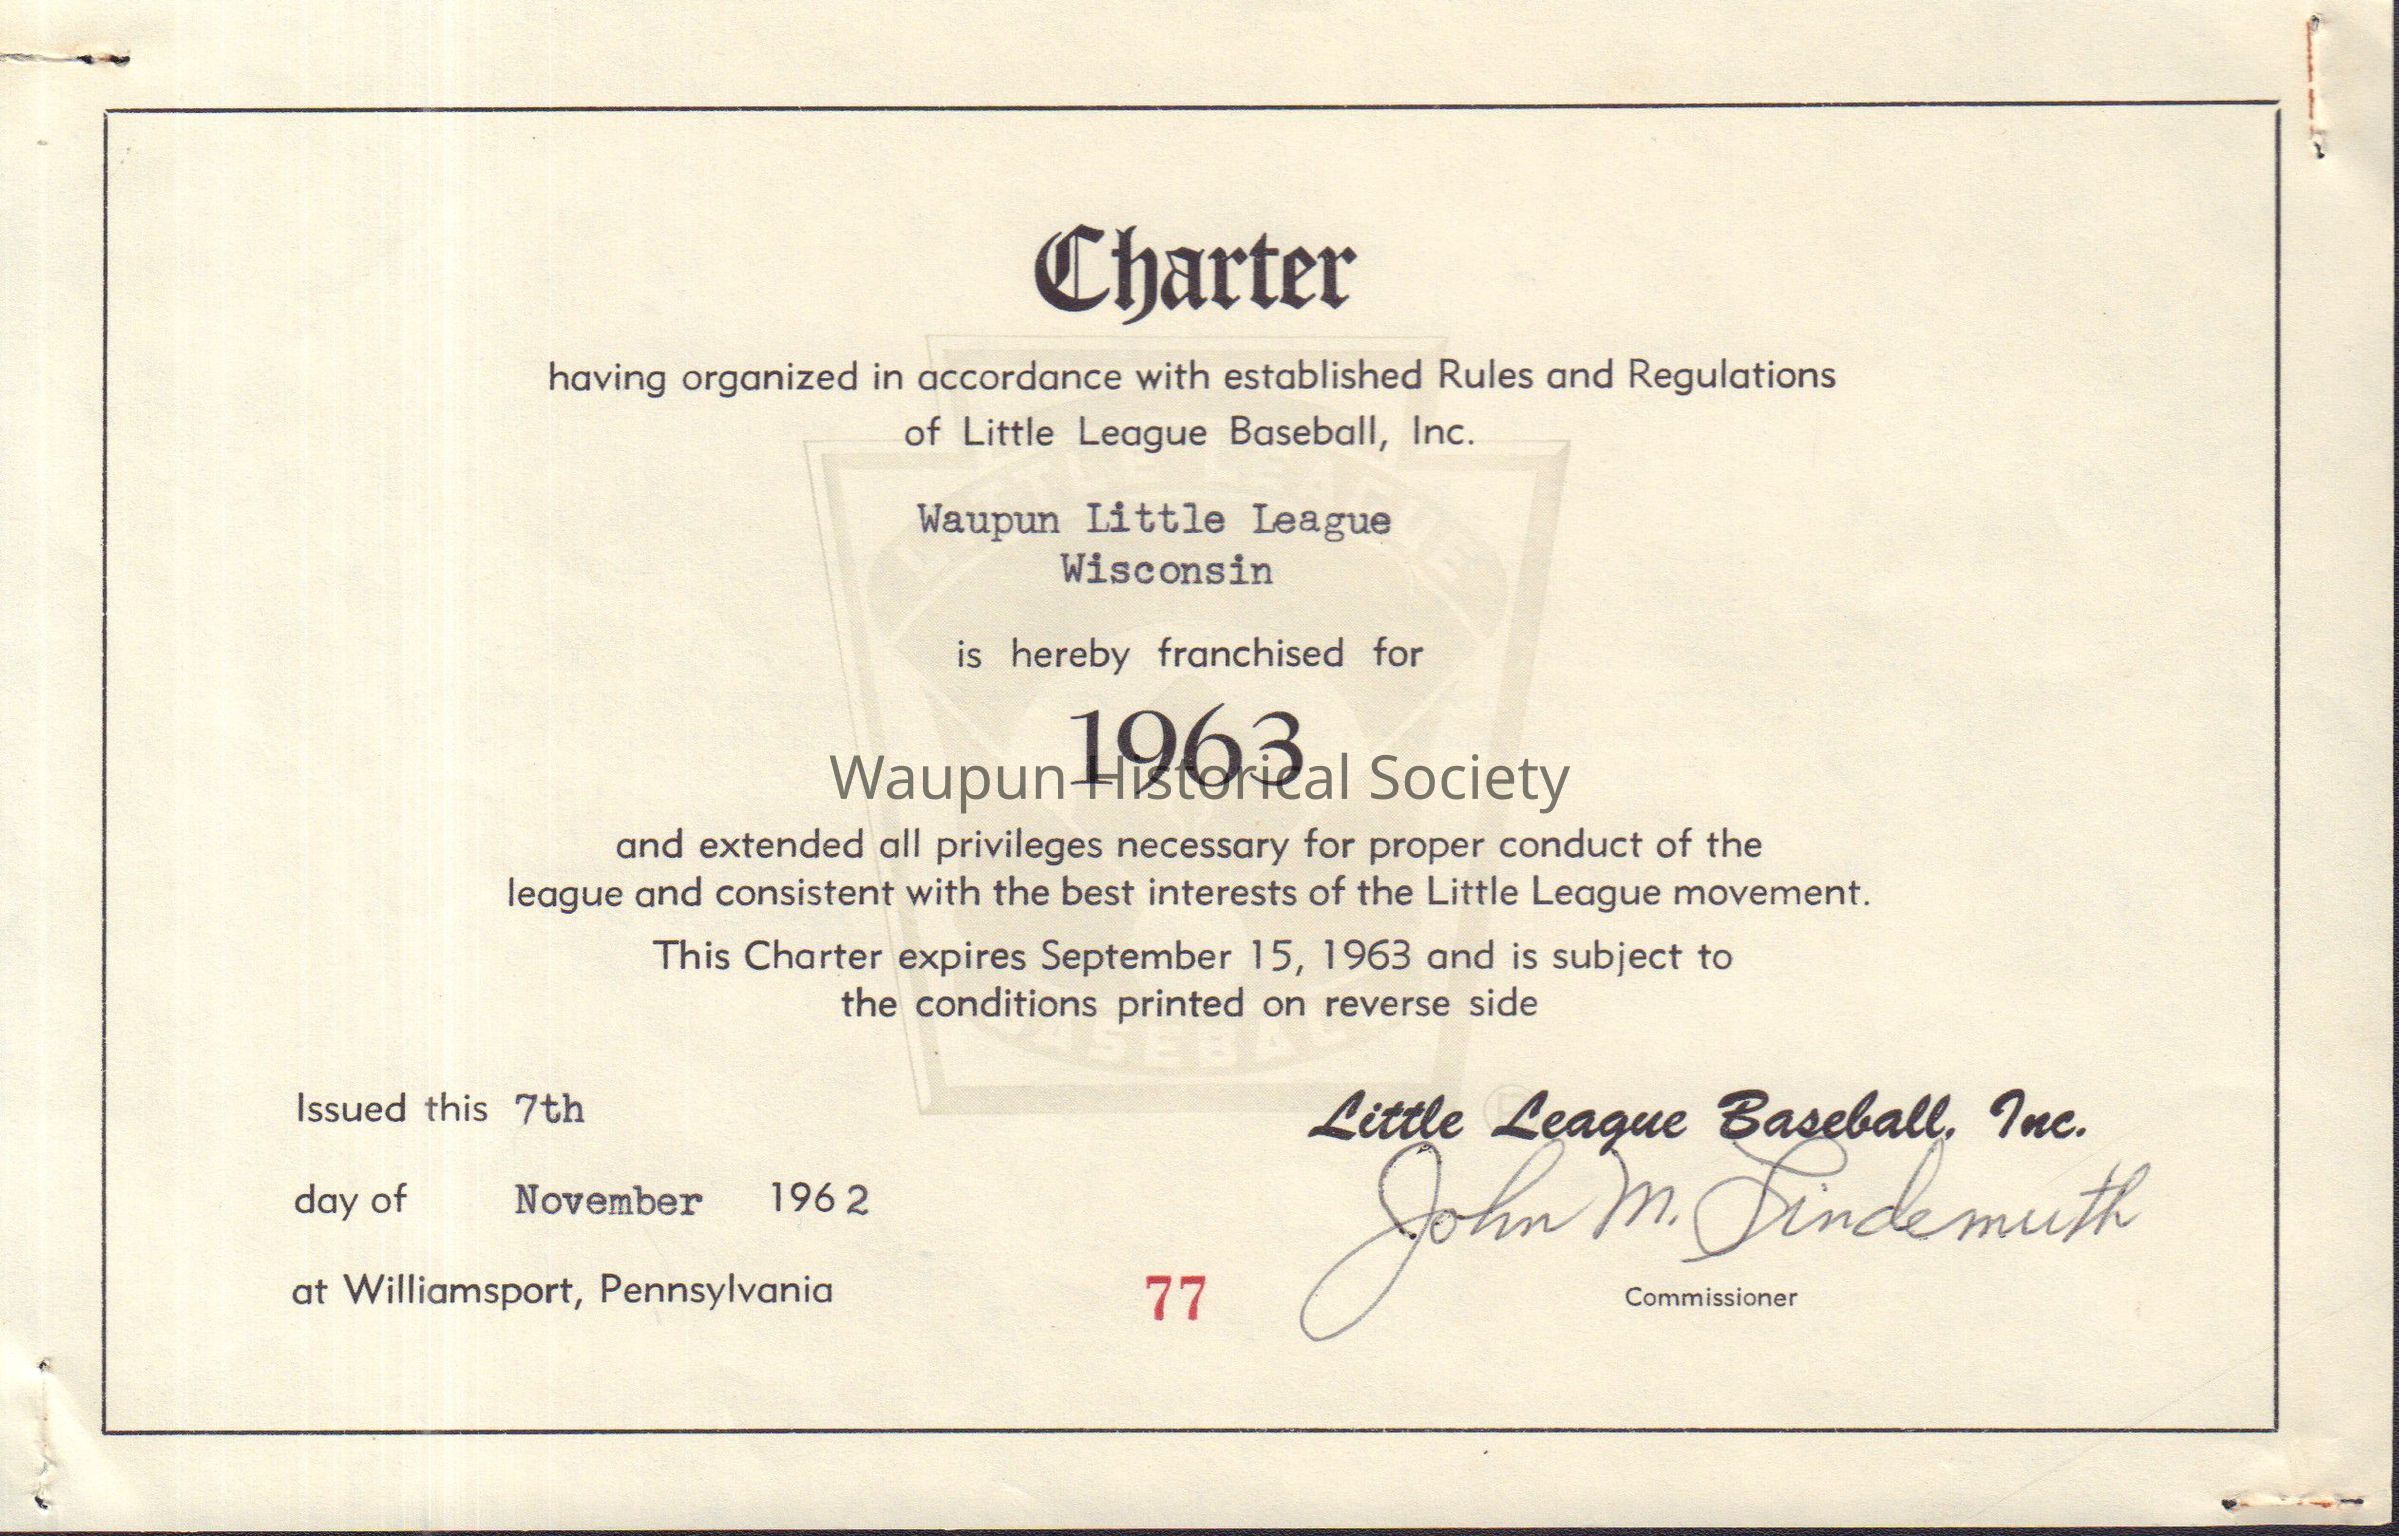 Charter
having organized in accordance with established Rules and Regulations
of Little League Baseball, Inc.
Waupun Little League
Wisconsin
is hereby franchised for
1963
Waupun Historical Society
and extended all privileges necessary for proper conduct of the
league and consistent with the best interests of the Little League movement.
This Charter expires September 15, 1963 and is subject to
the conditions printed on reverse side
LITTLE LEAGUE
BASEBALL
Issued this 7th
day of November 1962
at Williamsport, Pennsylvania
77
Little League Baseball, Inc.
John M. Lindemuth
Commissioner